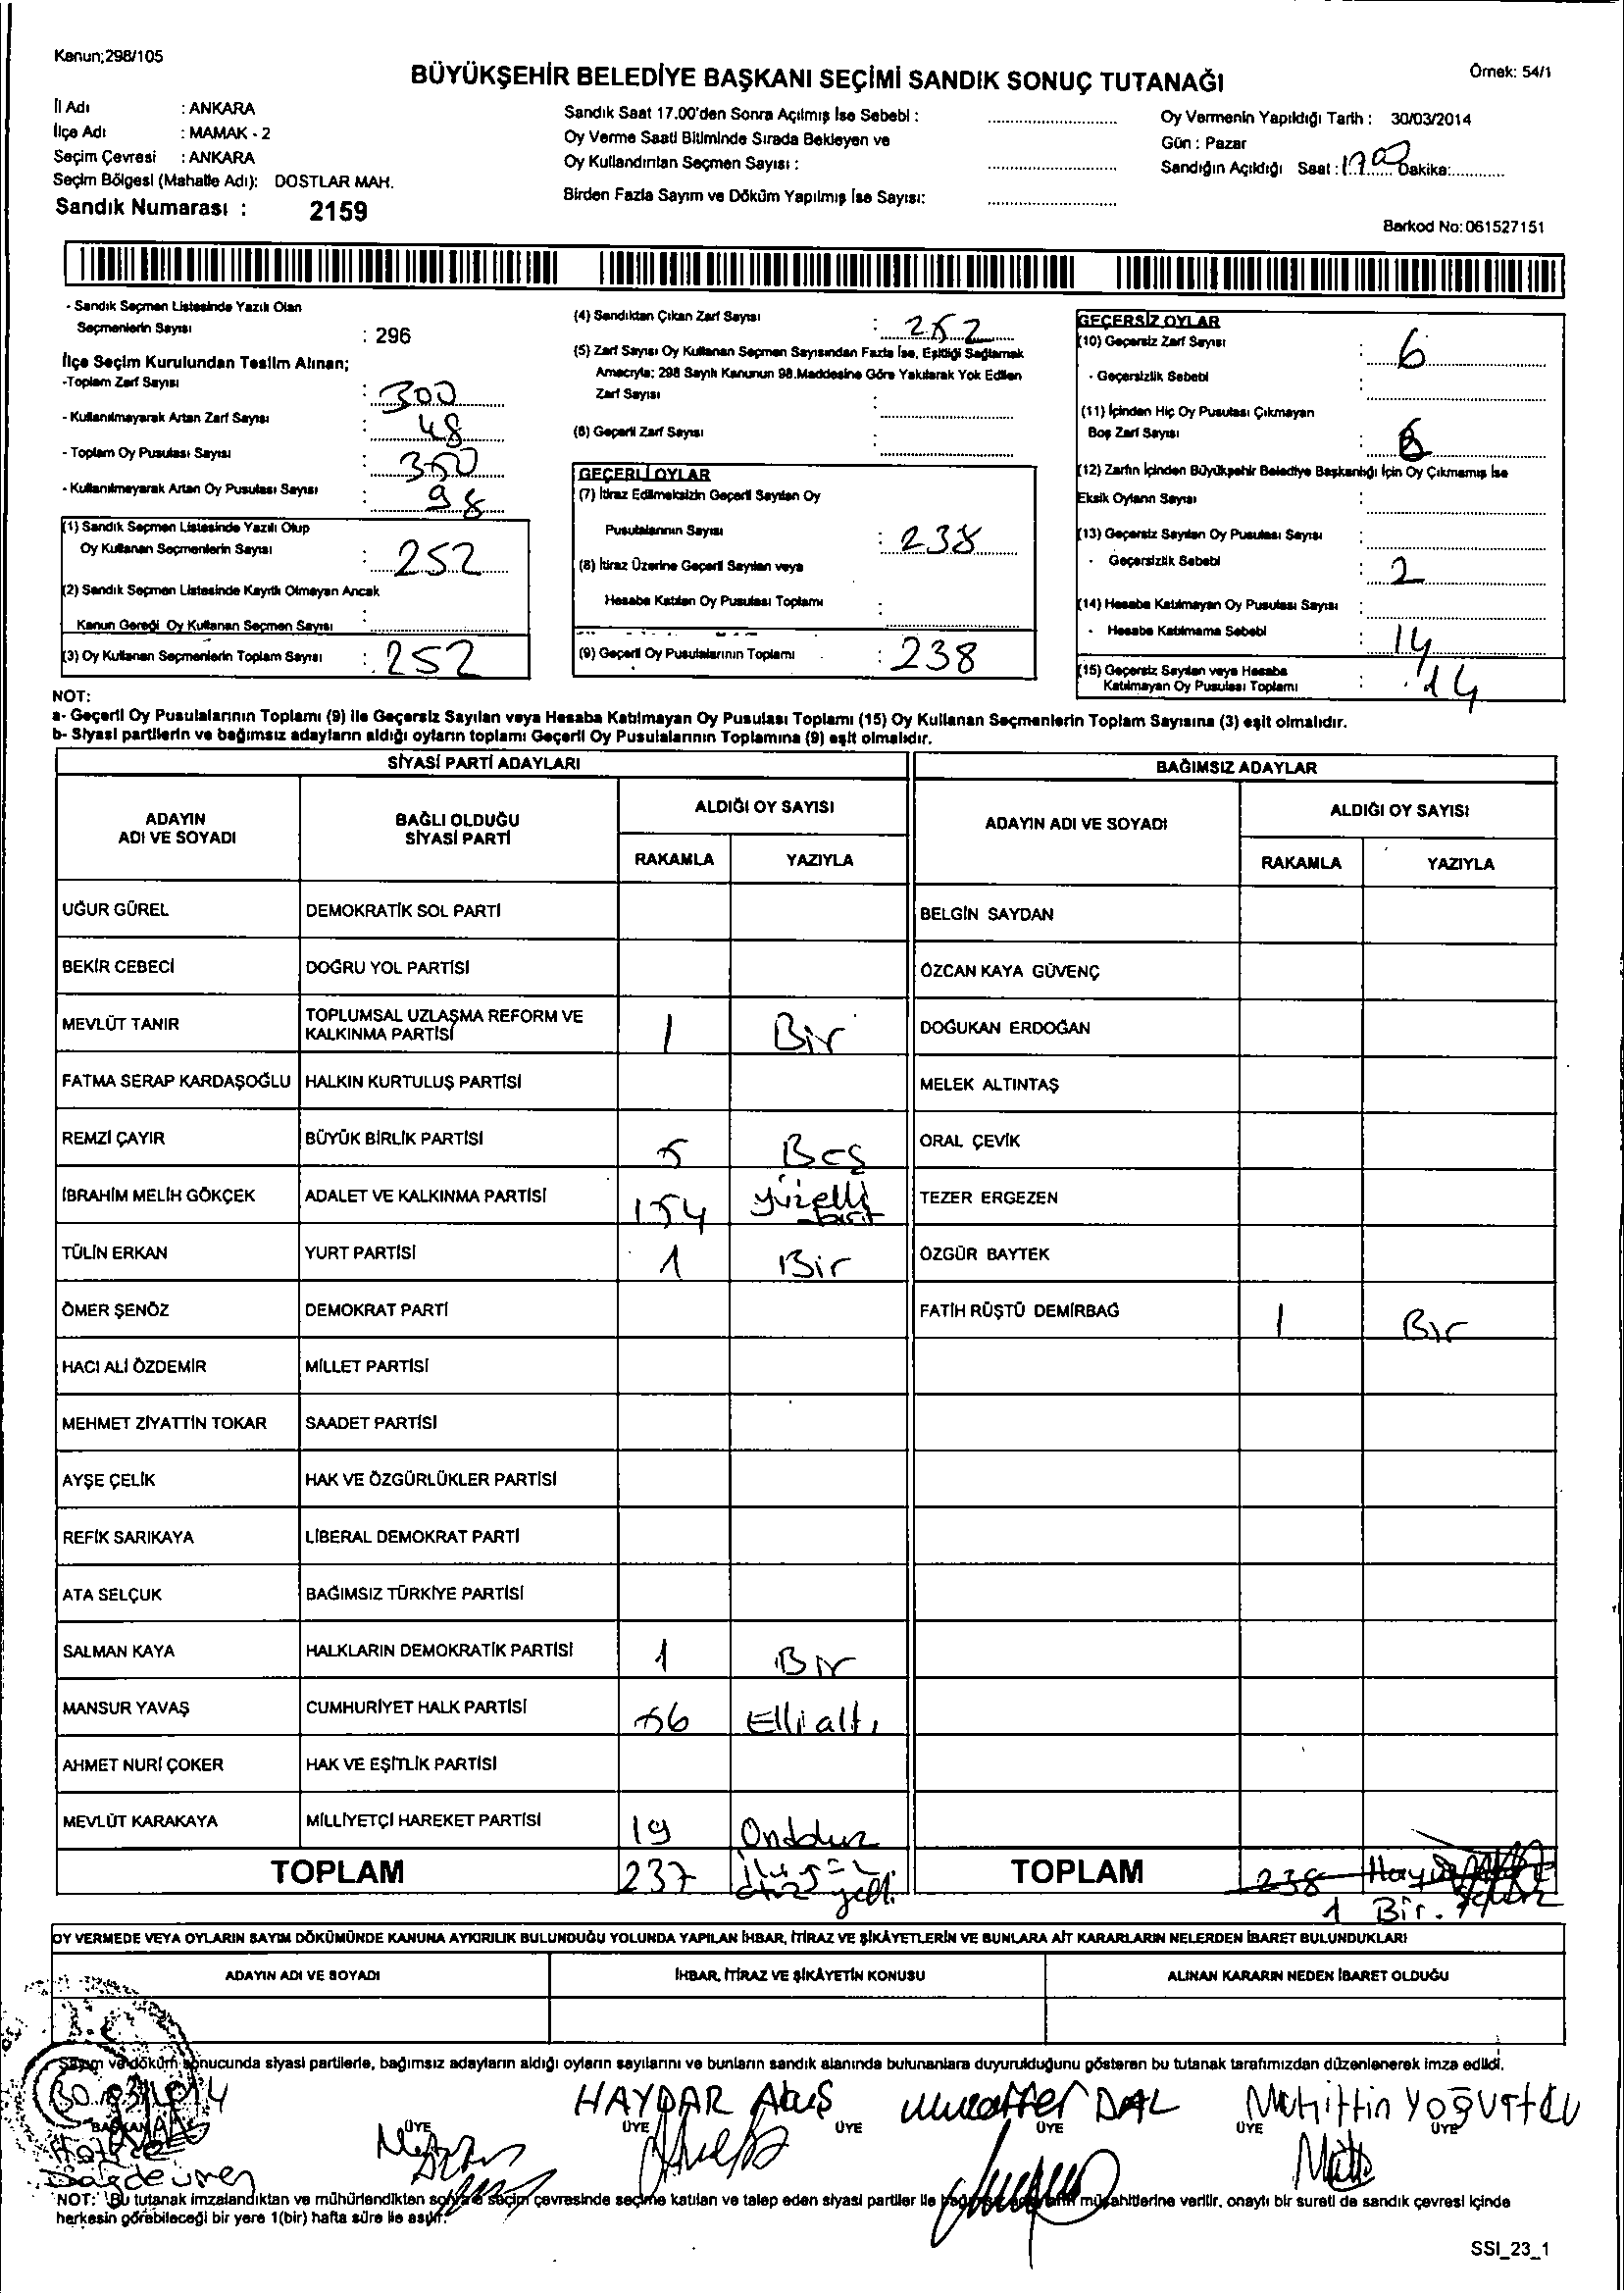 Kanun;298/105
BÜYÜKŞEHİR BELEDİYE BAŞKANI SEÇİMİ SANDIK SONUÇ TUTANAĞI
Örnek: 54/1
İl Adı : ANKARA
İlçe Adı : MAMAK - 2
Seçim Çevresi : ANKARA
Seçim Bölgesi (Mahalle Adı): DOSTLAR MAH.
Sandık Numarası : 2159
Sandık Saat 17.00'den Sonra Açılmış İse Sebebi :
Oy Verme Saati Bitiminde Sırada Bekleyen ve
Oy Kullandırılan Seçmen Sayısı :
Birden Fazla Sayım ve Döküm Yapılmış İse Sayısı:
Oy Vermenin Yapıldığı Tarih : 30/03/2014
Gün : Pazar
Sandığın Açıldığı Saat : 17.00 Dakika:
Barkod No:061527151
- Sandık Seçmen Listesinde Yazılı Olan
Seçmenlerin Sayısı : 296
İlçe Seçim Kurulundan Teslim Alınan;
-Toplam Zarf Sayısı : 300
- Kullanılmayarak Artan Zarf Sayısı : 48
- Toplam Oy Pusulası Sayısı : 350
- Kullanılmayarak Artan Oy Pusulası Sayısı : 98
(1) Sandık Seçmen Listesinde Yazılı Olup
Oy Kullanan Seçmenlerin Sayısı : 252
(2) Sandık Seçmen Listesinde Kayıtlı Olmayan Ancak
Kanun Gereği Oy Kullanan Seçmen Sayısı :
(3) Oy Kullanan Seçmenlerin Toplam Sayısı : 252
(4) Sandıktan Çıkan Zarf Sayısı : 252
(5) Zarf Sayısı Oy Kullanan Seçmen Sayısından Fazla İse, Eşitliği Sağlamak
Amacıyla; 298 Sayılı Kanunun 98.Maddesine Göre Yakılarak Yok Edilen
Zarf Sayısı :
(6) Geçerli Zarf Sayısı :
GEÇERLİ OYLAR
(7) İtiraz Edilmeksizin Geçerli Sayılan Oy
Pusulalarının Sayısı : 238
(8) İtiraz Üzerine Geçerli Sayılan veya
Hesaba Katılan Oy Pusulası Toplamı :
(9) Geçerli Oy Pusulalarının Toplamı : 238
GEÇERSİZ OYLAR
(10) Geçersiz Zarf Sayısı : 6
- Geçersizlik Sebebi :
(11) İçinden Hiç Oy Pusulası Çıkmayan
Boş Zarf Sayısı : 6
(12) Zarfın İçinden Büyükşehir Belediye Başkanlığı İçin Oy Çıkmamış İse
Eksik Oyların Sayısı :
(13) Geçersiz Sayılan Oy Pusulası Sayısı :
- Geçersizlik Sebebi : 2
(14) Hesaba Katılmayan Oy Pusulası Sayısı :
- Hesaba Katılmama Sebebi : 14
(15) Geçersiz Sayılan veya Hesaba
Katılmayan Oy Pusulası Toplamı : 14
NOT:
a- Geçerli Oy Pusulalarının Toplamı (9) ile Geçersiz Sayılan veya Hesaba Katılmayan Oy Pusulası Toplamı (15) Oy Kullanan Seçmenlerin Toplam Sayısına (3) eşit olmalıdır.
b- Siyasi partilerin ve bağımsız adayların aldığı oyların toplamı Geçerli Oy Pusulalarının Toplamına (9) eşit olmalıdır.
SİYASİ PARTİ ADAYLARI
BAĞIMSIZ ADAYLAR
ADAYIN ADI VE SOYADI
BAĞLI OLDUĞU SİYASİ PARTİ
ALDIĞI OY SAYISI
RAKAMLA YAZIYLA
ADAYIN ADI VE SOYADI
ALDIĞI OY SAYISI
RAKAMLA YAZIYLA
UĞUR GÜREL DEMOKRATİK SOL PARTİ BELGİN SAYDAN
BEKİR CEBECİ DOĞRU YOL PARTİSİ ÖZCAN KAYA GÜVENÇ
MEVLÜT TANIR TOPLUMSAL UZLAŞMA REFORM VE KALKINMA PARTİSİ 1 Bir DOĞUKAN ERDOĞAN
FATMA SERAP KARDAŞOĞLU HALKIN KURTULUŞ PARTİSİ MELEK ALTINTAŞ
REMZİ ÇAYIR BÜYÜK BİRLİK PARTİSİ 5 Beş ORAL ÇEVİK
İBRAHİM MELİH GÖKÇEK ADALET VE KALKINMA PARTİSİ 154 yüzelli TEZER ERGEZEN
TÜLİN ERKAN YURT PARTİSİ 1 Bir ÖZGÜR BAYTEK
ÖMER ŞENÖZ DEMOKRAT PARTİ FATİH RÜŞTÜ DEMİRBAĞ 1 Bir
HACI ALİ ÖZDEMİR MİLLET PARTİSİ
MEHMET ZİYATTİN TOKAR SAADET PARTİSİ
AYŞE ÇELİK HAK VE ÖZGÜRLÜKLER PARTİSİ
REFİK SARIKAYA LİBERAL DEMOKRAT PARTİ
ATA SELÇUK BAĞIMSIZ TÜRKİYE PARTİSİ
SALMAN KAYA HALKLARIN DEMOKRATİK PARTİSİ 1 Bir
MANSUR YAVAŞ CUMHURİYET HALK PARTİSİ 56 Elli altı
AHMET NURİ ÇOKER HAK VE EŞİTLİK PARTİSİ
MEVLÜT KARAKAYA MİLLİYETÇİ HAREKET PARTİSİ 19 Ondokuz
TOPLAM 237 ikiyüz otuz yedi TOPLAM 238
1 Bir.
OY VERMEDE VEYA OYLARIN SAYIM DÖKÜMÜNDE KANUNA AYKIRILIK BULUNDUĞU YOLUNDA YAPILAN İHBAR, İTİRAZ VE ŞİKÂYETLERİN VE BUNLARA AİT KARARLARIN NELERDEN İBARET BULUNDUKLARI
ADAYIN ADI VE SOYADI İHBAR, İTİRAZ VE ŞİKÂYETİN KONUSU ALINAN KARARIN NEDEN İBARET OLDUĞU
Sayım ve döküm sonucunda siyasi partilerle, bağımsız adayların aldığı oyların sayılarını ve bunların sandık alanında bulunanlara duyurulduğunu gösteren bu tutanak tarafımızdan düzenlenerek imza edildi.
30.03.2014 HAYDAR Akış Muzaffer DAL Muhittin YOĞURTÇU
BAŞKAN ÜYE ÜYE ÜYE ÜYE ÜYE ÜYE
Hatice
Dağdeviren
NOT: Bu tutanak imzalandıktan ve mühürlendikten sonra o seçim çevresinde seçime katılan ve talep eden siyasi partiler ile bağımsız müşahitlerine verilir, onaylı bir sureti de sandık çevresi içinde
herkesin görebileceği bir yere 1(bir) hafta süre ile asılır.
SSI_23_1